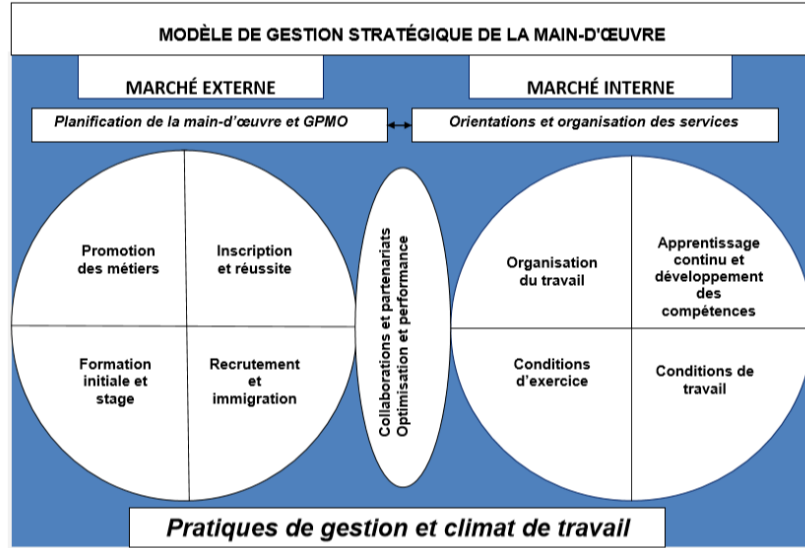 MODÈLE DE GESTION STRATÉGIQUE DE LA MAIN-D'ŒUVRE
MARCHÉ EXTERNE
MARCHÉ INTERNE
Planification de la main-d'œuvre et GPMO
Orientations et organisation des services
Promotion
des métiers
Inscription
et réussite
Formation
initiale et
stage
Recrutement
et
immigration
Collaborations et partenariats
Optimisation et performance
Organisation
du travail
Apprentissage
continu et
développement
des
compétences
Conditions
d'exercice
Conditions de
travail
Pratiques de gestion et climat de travail